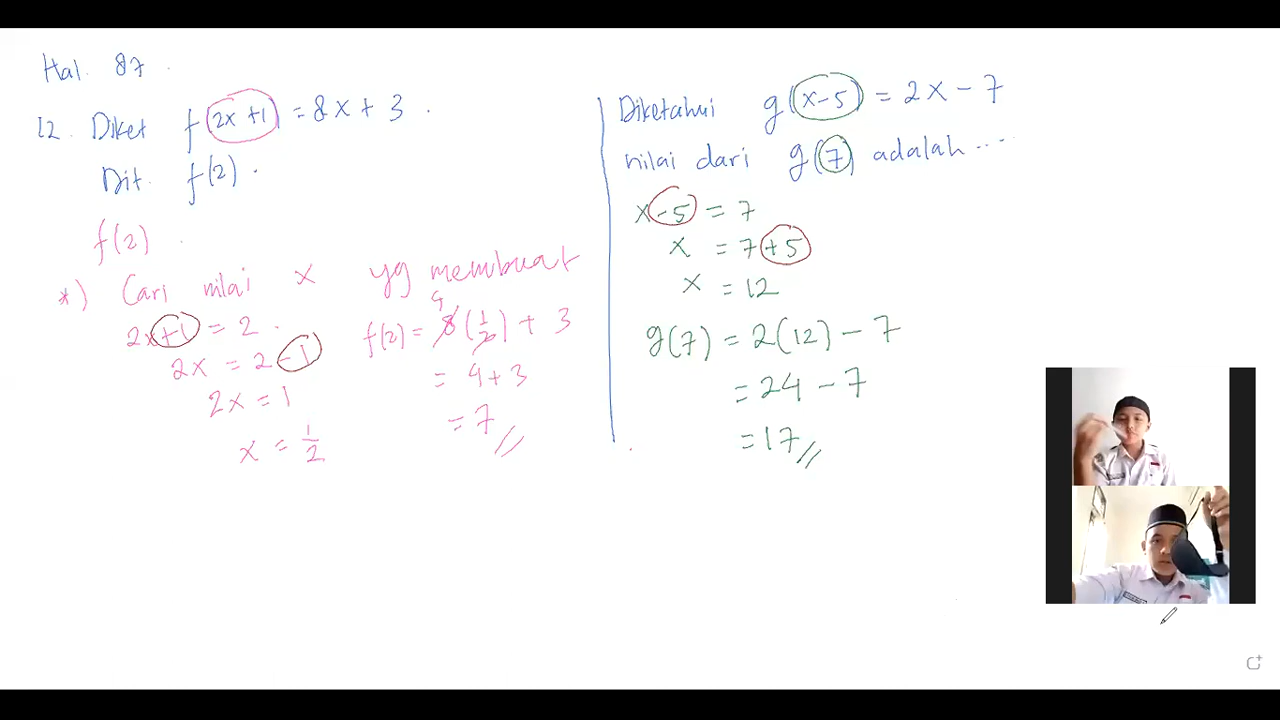 Hal. 87.
12. Diket f(2x+1) = 8x + 3.
Dit. f(2).
f(2).
*) Cari nilai x yg membuat
2x+1 = 2.
2x = 2-1
2x = 1
x = 1/2
f(2) = 8(1/2) + 3
4
= 4+3
= 7//
Diketahui g(x-5) = 2x - 7
nilai dari g(7) adalah ....
x-5 = 7
x = 7+5
x = 12
g(7) = 2(12) - 7
= 24 - 7
= 17//